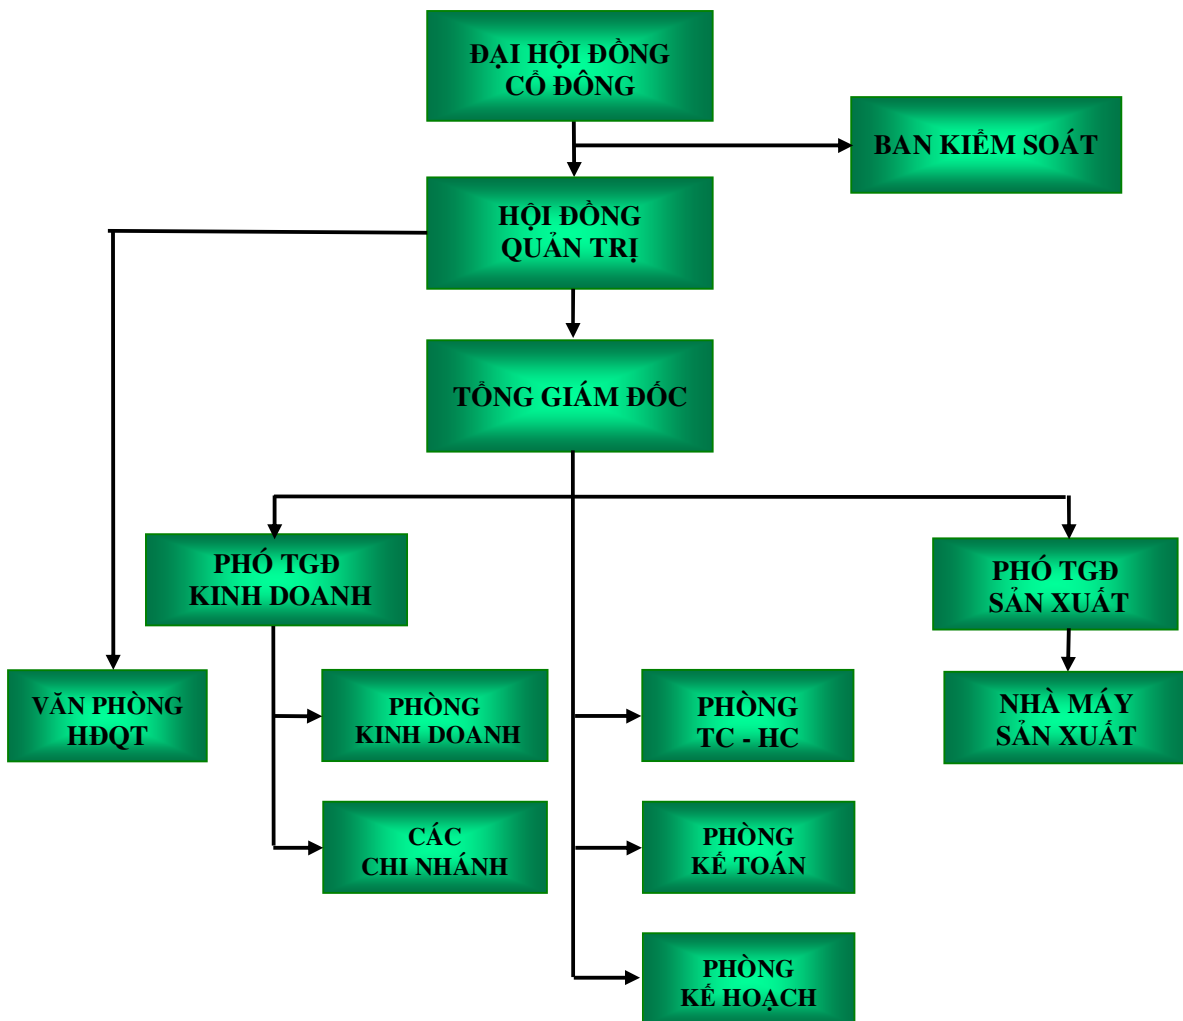 ĐẠI HỘI ĐỒNG
CỔ ĐÔNG
BAN KIỂM SOÁT
HỘI ĐỒNG
QUẢN TRỊ
TỔNG GIÁM ĐỐC
PHÓ TGĐ
KINH DOANH
PHÓ TGĐ
SẢN XUẤT
VĂN PHÒNG
HĐQT
PHÒNG
KINH DOANH
PHÒNG
TC - HC
NHÀ MÁY
SẢN XUẤT
CÁC
CHI NHÁNH
PHÒNG
KẾ TOÁN
PHÒNG
KẾ HOẠCH